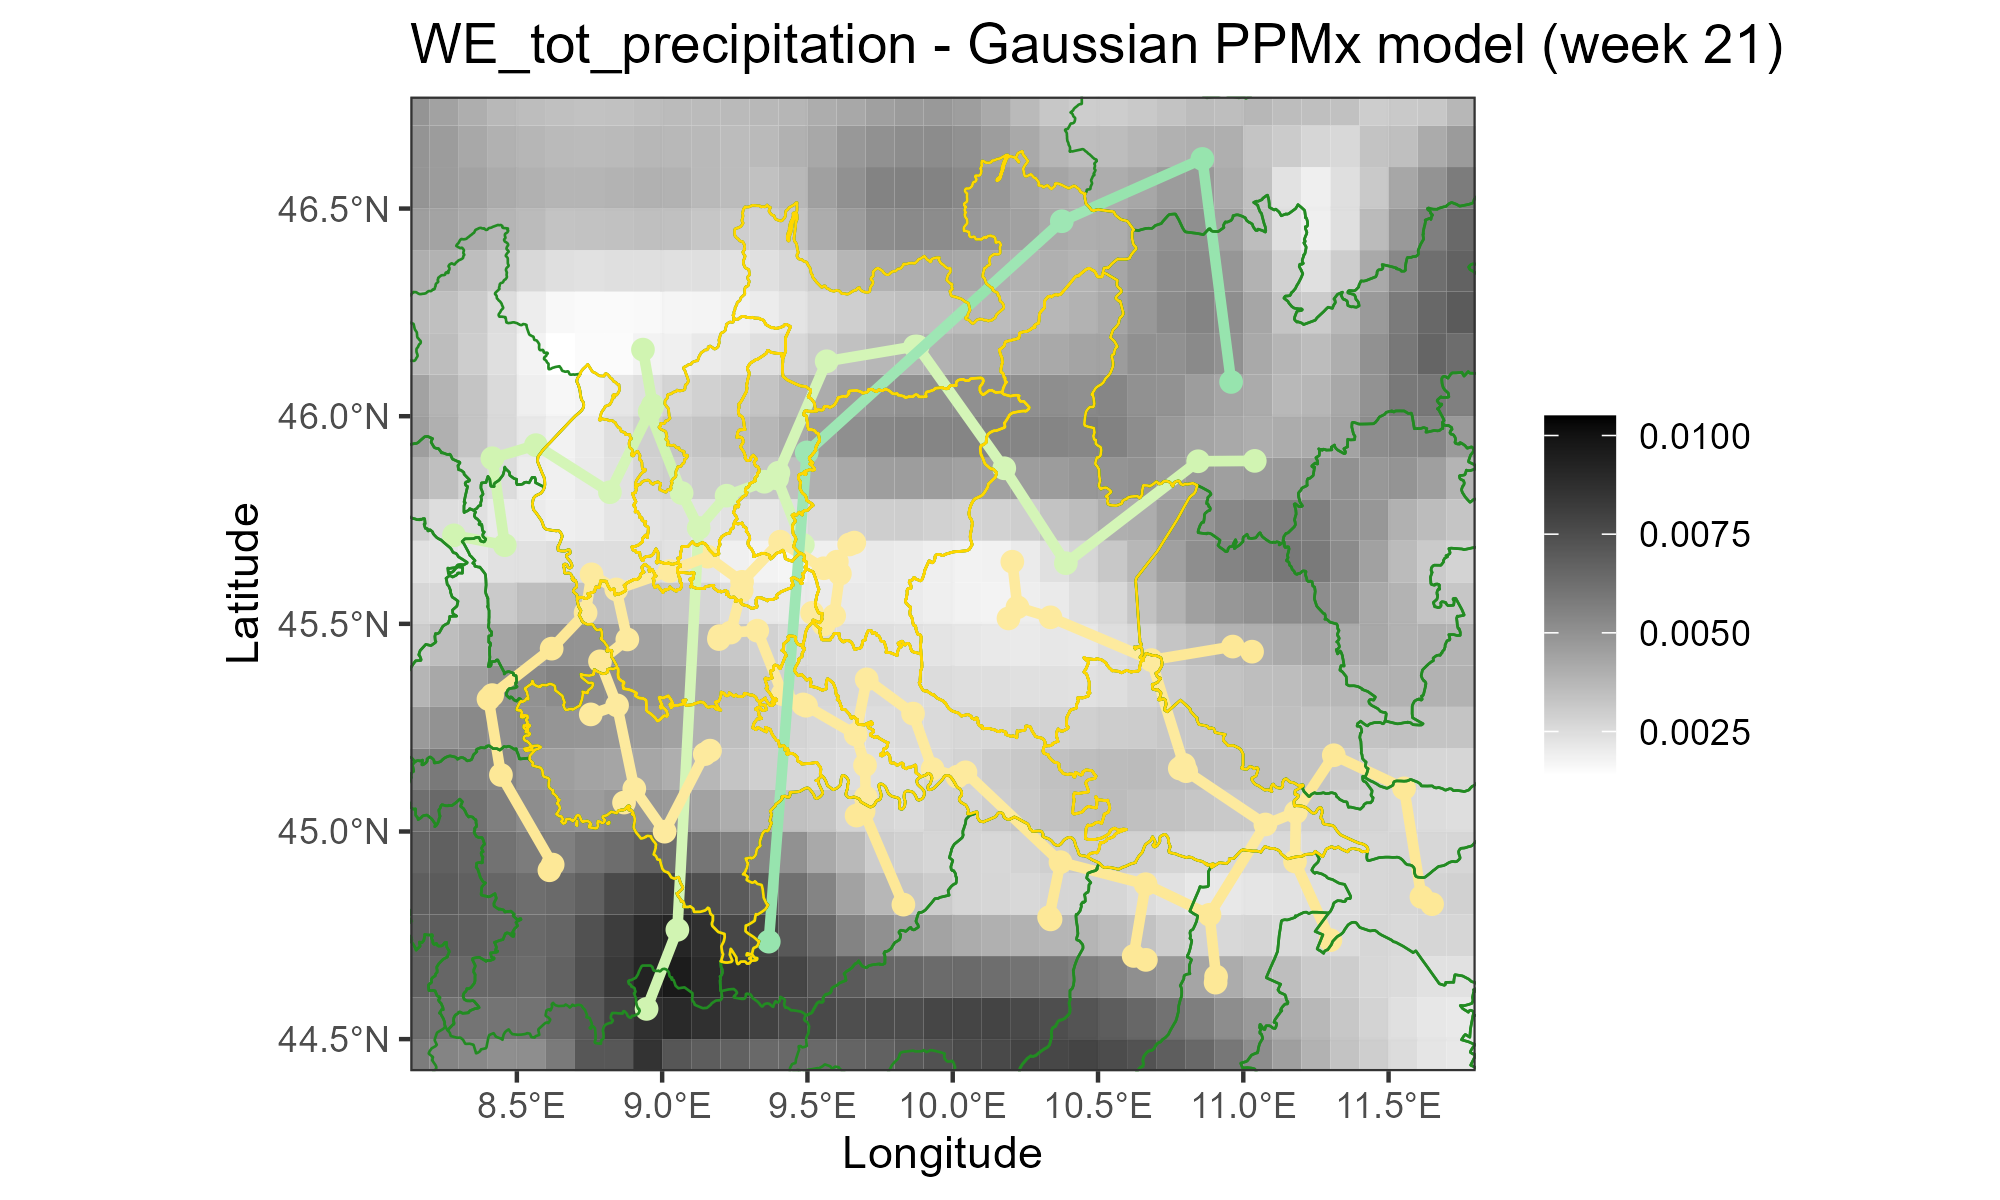 WE_tot_precipitation - Gaussian PPMx model (week 21)
46.5°N
46.0°N
45.5°N
45.0°N
44.5°N
Latitude
8.5°E 9.0°E 9.5°E 10.0°E 10.5°E 11.0°E 11.5°E
Longitude
0.0100
0.0075
0.0050
0.0025